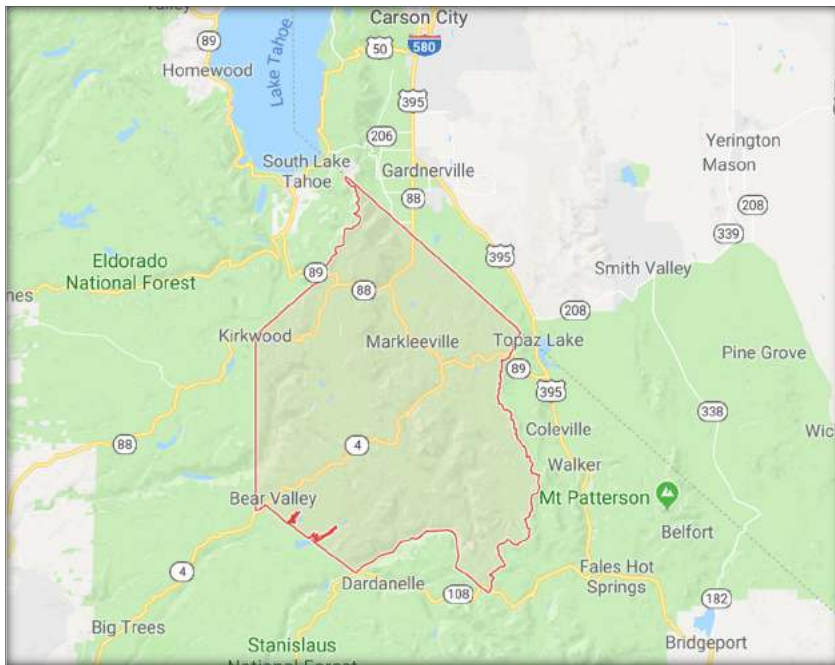 Valley
Carson City
89
50
580
Homewood
Lake Tahoe
395
206
Yerington
Mason
South Lake
Tahoe
Gardnerville
88
208
339
395
Eldorado
National Forest
89
Smith Valley
88
nes
208
Kirkwood
Markleeville
Topaz Lake
Pine Grove
89
395
338
88
4
Coleville
Wic
Walker
Bear Valley
Mt Patterson
Belfort
4
Dardanelle
Fales Hot
Springs
108
182
Big Trees
Stanislaus
National Forest
Bridgeport